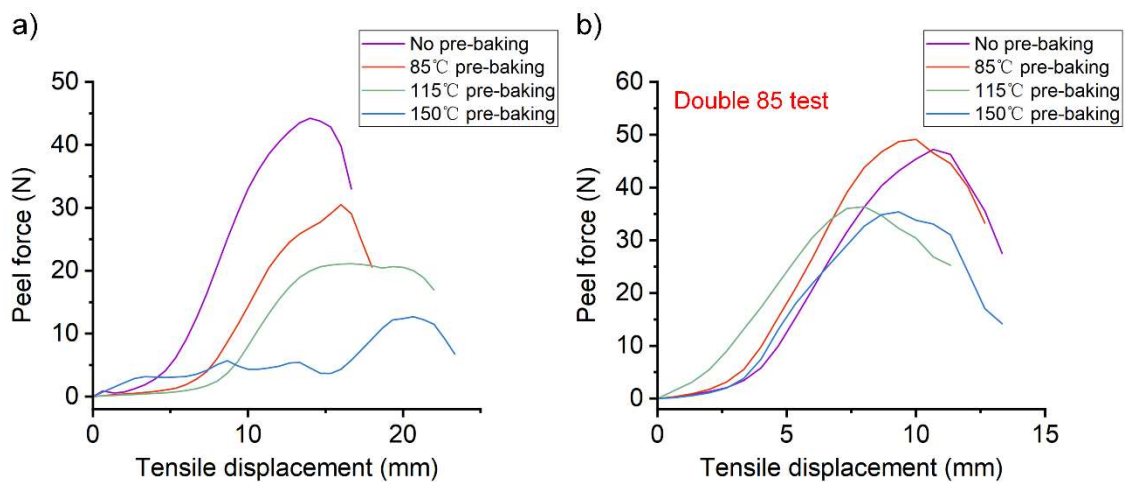 a)
No pre-baking
85℃ pre-baking
115℃ pre-baking
150℃ pre-baking
50
40
30
20
10
0
Peel force (N)
0
10
20
Tensile displacement (mm)
b)
No pre-baking
85℃ pre-baking
115℃ pre-baking
150℃ pre-baking
Double 85 test
60
50
40
30
20
10
0
Peel force (N)
0
5
10
15
Tensile displacement (mm)